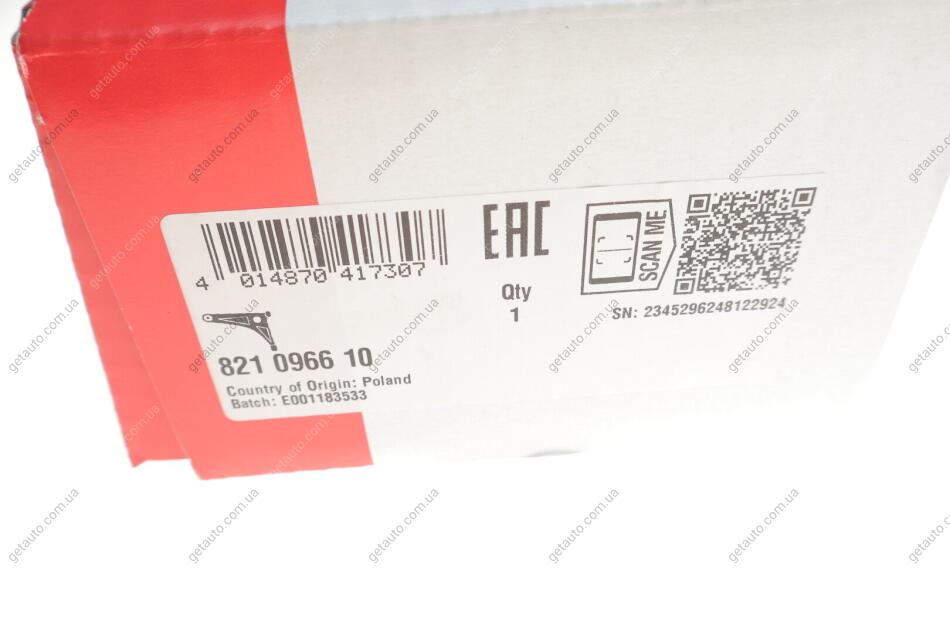 4 014870 417307
EAC
SCAN ME
Qty
1
SN: 2345296248122924
821 0966 10
Country of Origin: Poland
Batch: E001183533
getauto.com.ua